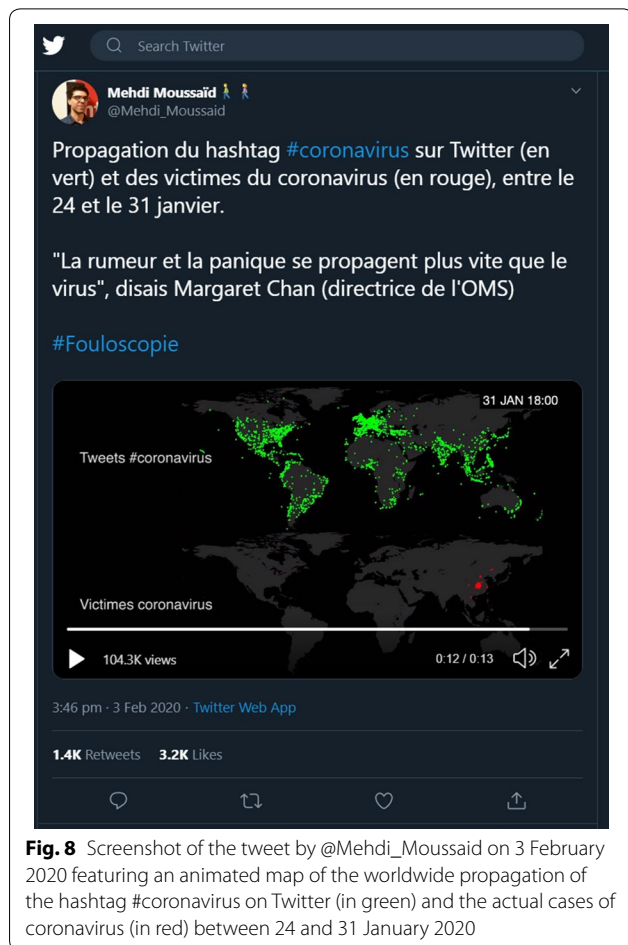 Search Twitter
Mehdi Moussaïd
@Mehdi_Moussaid
Propagation du hashtag #coronavirus sur Twitter (en
vert) et des victimes du coronavirus (en rouge), entre le
24 et le 31 janvier.
"La rumeur et la panique se propagent plus vite que le
virus", disais Margaret Chan (directrice de l'OMS)
#Fouloscopie
31 JAN 18:00
Tweets #coronavirus
Victimes coronavirus
104.3K views
0:12 / 0:13
3:46 pm · 3 Feb 2020 · Twitter Web App
1.4K Retweets 3.2K Likes
Fig. 8 Screenshot of the tweet by @Mehdi_Moussaid on 3 February
2020 featuring an animated map of the worldwide propagation of
the hashtag #coronavirus on Twitter (in green) and the actual cases of
coronavirus (in red) between 24 and 31 January 2020